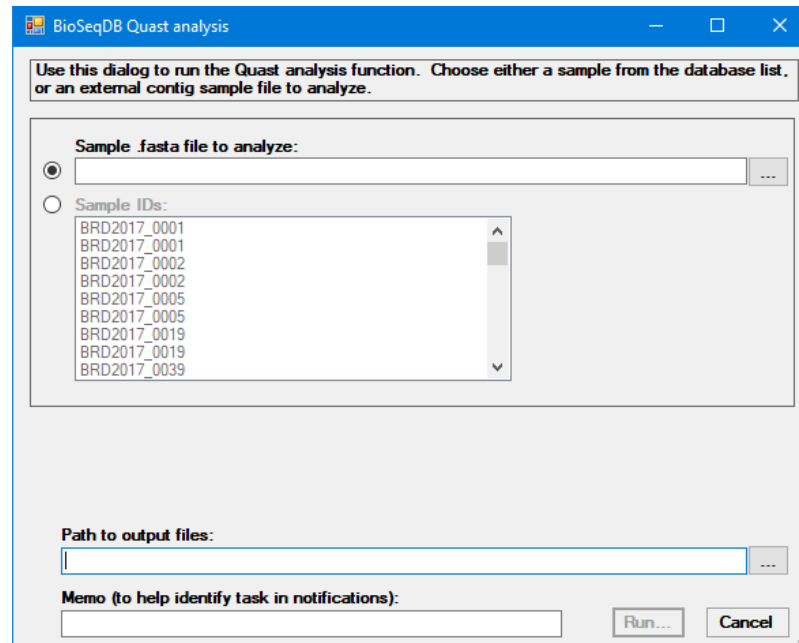 BioSeqDB Quast analysis
Use this dialog to run the Quast analysis function.  Choose either a sample from the database list,
or an external contig sample file to analyze.
Sample .fasta file to analyze:
...
Sample IDs:
BRD2017_0001
BRD2017_0001
BRD2017_0002
BRD2017_0002
BRD2017_0005
BRD2017_0005
BRD2017_0019
BRD2017_0019
BRD2017_0039
Path to output files:
...
Memo (to help identify task in notifications):
Run... Cancel